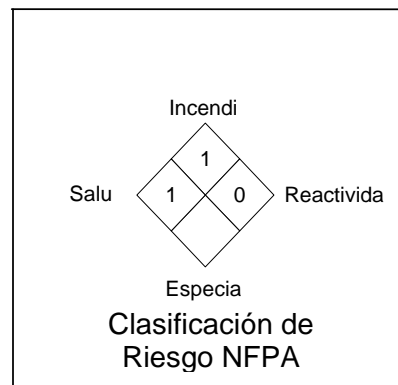 Incendi
1
Salu 1 0 Reactivida
Especia
Clasificación de
Riesgo NFPA